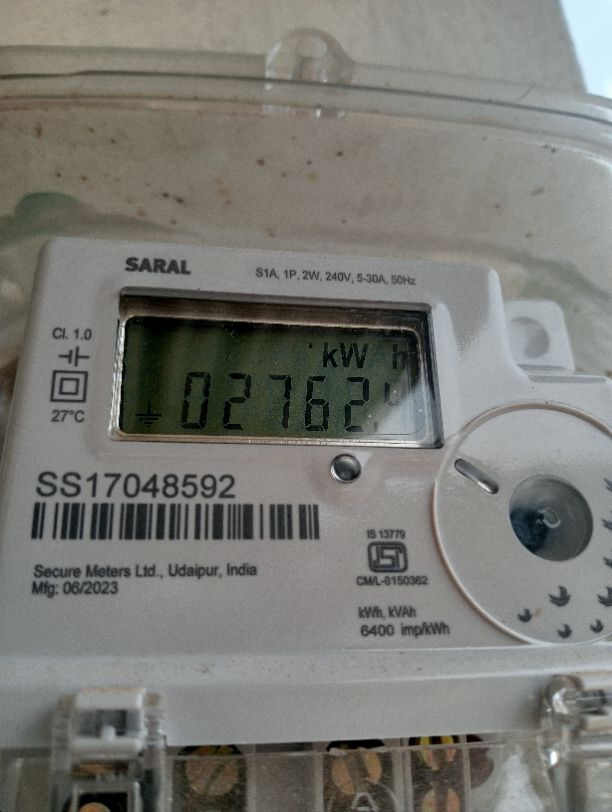 SARAL
S1A, 1P, 2W, 240V, 5-30A, 50Hz
Cl. 1.0
27°C
kW h
02762.
SS17048592
IS 13779
ISI
CM/L-8150362
Secure Meters Ltd., Udaipur, India
Mfg: 06/2023
kWh, kVAh
6400 imp/kWh